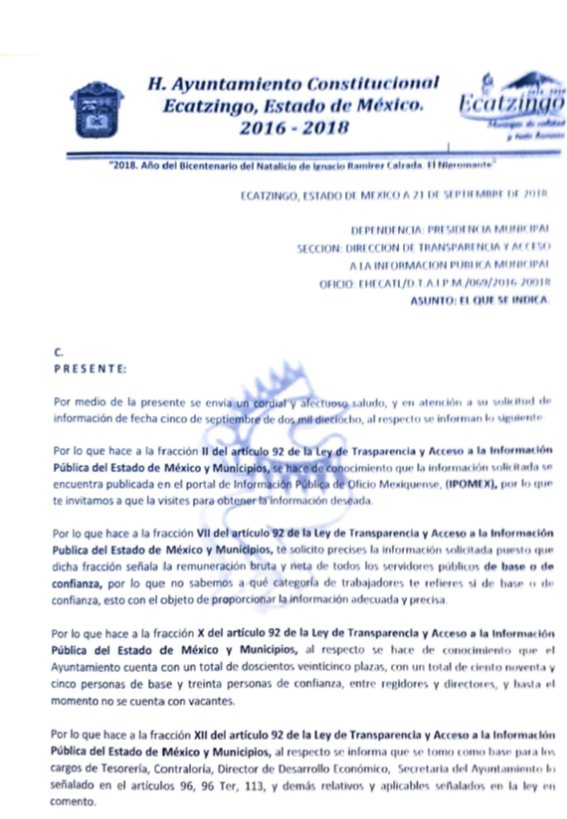 H. Ayuntamiento Constitucional
Ecatzingo, Estado de México.
2016 - 2018
Ecatzingo
"2018. Año del Bicentenario del Natalicio de Ignacio Ramírez Calzada. El Nigromante"
ECATZINGO, ESTADO DE MEXICO A 21 DE SEPTIEMBRE DE 2018
DEPENDENCIA: PRESIDENCIA MUNICIPAL
SECCION: DIRECCION DE TRANSPARENCIA Y ACCESO
A LA INFORMACION PUBLICA MUNICIPAL
OFICIO: EHECATL/D.T.A.I.P.M./069/2016-20018
ASUNTO: EL QUE SE INDICA.
C.
PRESENTE:
Por medio de la presente se envía un cordial y afectuoso saludo, y en atención a su solicitud de
información de fecha cinco de septiembre de dos mil dieciocho, al respecto se informan lo siguiente
Por lo que hace a la fracción II del artículo 92 de la Ley de Trasparencia y Acceso a la Información
Pública del Estado de México y Municipios, se hace de conocimiento que la información solicitada se
encuentra publicada en el portal de Información Pública de Oficio Mexiquense, (IPOMEX), por lo que
te invitamos a que la visites para obtener la información deseada.
Por lo que hace a la fracción VII del artículo 92 de la Ley de Transparencia y Acceso a la Información
Publica del Estado de México y Municipios, te solicito precises la información solicitada puesto que
dicha fracción señala la remuneración bruta y neta de todos los servidores públicos de base o de
confianza, por lo que no sabemos a qué categoría de trabajadores te refieres si de base o de
confianza, esto con el objeto de proporcionar la información adecuada y precisa.
Por lo que hace a la fracción X del artículo 92 de la Ley de Transparencia y Acceso a la Información
Pública del Estado de México y Municipios, al respecto se hace de conocimiento que el
Ayuntamiento cuenta con un total de doscientos veinticinco plazas, con un total de ciento noventa y
cinco personas de base y treinta personas de confianza, entre regidores y directores, y hasta el
momento no se cuenta con vacantes.
Por lo que hace a la fracción XII del artículo 92 de la Ley de Transparencia y Acceso a la Información
Pública del Estado de México y Municipios, al respecto se informa que se tomo como base para los
cargos de Tesorería, Contraloría, Director de Desarrollo Económico, Secretaria del Ayuntamiento lo
señalado en el artículos 96, 96 Ter, 113, y demás relativos y aplicables señalados en la ley en
comento.